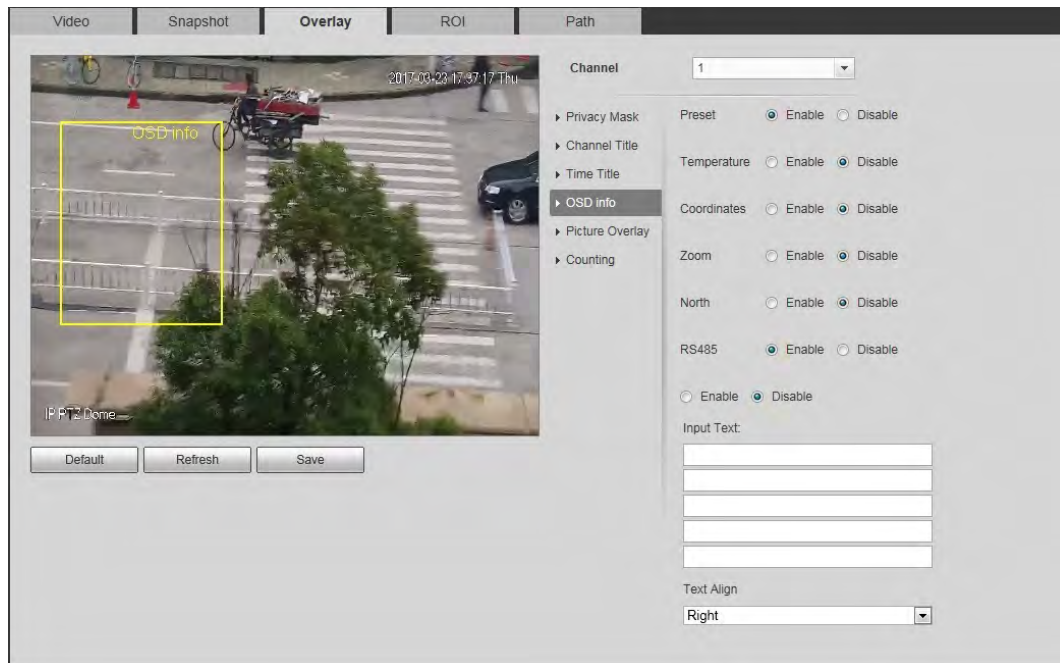 Video Snapshot Overlay ROI Path
2017-03-23 17:37:17 Thu
OSD info
IP PTZ Dome
Default Refresh Save
Channel 1
Privacy Mask
Channel Title
Time Title
OSD info
Picture Overlay
Counting
Preset Enable Disable
Temperature Enable Disable
Coordinates Enable Disable
Zoom Enable Disable
North Enable Disable
RS485 Enable Disable
Enable Disable
Input Text:
Text Align
Right